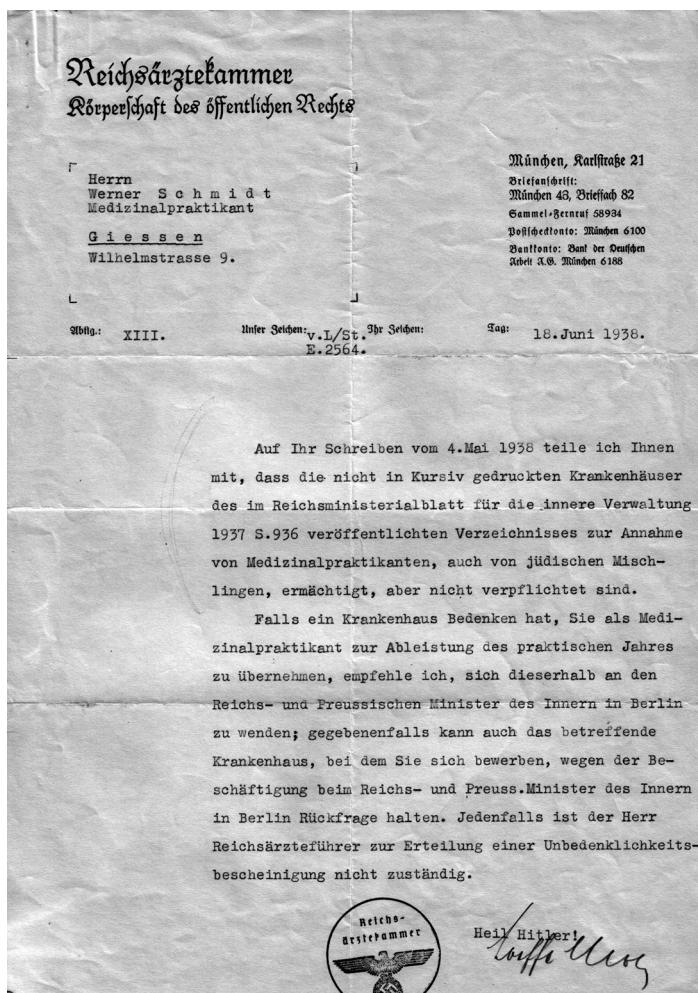 Reichsärztekammer
Körperschaft des öffentlichen Rechts
Herrn
Werner S c h m i d t
Medizinalpraktikant
G i e s s e n
Wilhelmstrasse 9.
München, Karlstraße 21
Briefanschrift:
München 43, Brieffach 82
Sammel-Fernruf 58934
Postscheckkonto: München 6100
Bankkonto: Bank der Deutschen
Arbeit A.G. München 6188
Abtlg.: XIII. Unser Zeichen: v.L/St. Ihr Zeichen: Tag: 18.Juni 1938.
E.2564.
Auf Ihr Schreiben vom 4.Mai 1938 teile ich Ihnen
mit, dass die nicht in Kursiv gedruckten Krankenhäuser
des im Reichsministerialblatt für die innere Verwaltung
1937 S.936 veröffentlichten Verzeichnisses zur Annahme
von Medizinalpraktikanten, auch von jüdischen Misch-
lingen, ermächtigt, aber nicht verpflichtet sind.
Falls ein Krankenhaus Bedenken hat, Sie als Medi-
zinalpraktikant zur Ableistung des praktischen Jahres
zu übernehmen, empfehle ich, sich dieserhalb an den
Reichs- und Preussischen Minister des Innern in Berlin
zu wenden; gegebenenfalls kann auch das betreffende
Krankenhaus, bei dem Sie sich bewerben, wegen der Be-
schäftigung beim Reichs- und Preuss.Minister des Innern
in Berlin Rückfrage halten. Jedenfalls ist der Herr
Reichsärzteführer zur Erteilung einer Unbedenklichkeits-
bescheinigung nicht zuständig.
Reichs-
ärztekammer
Heil Hitler!